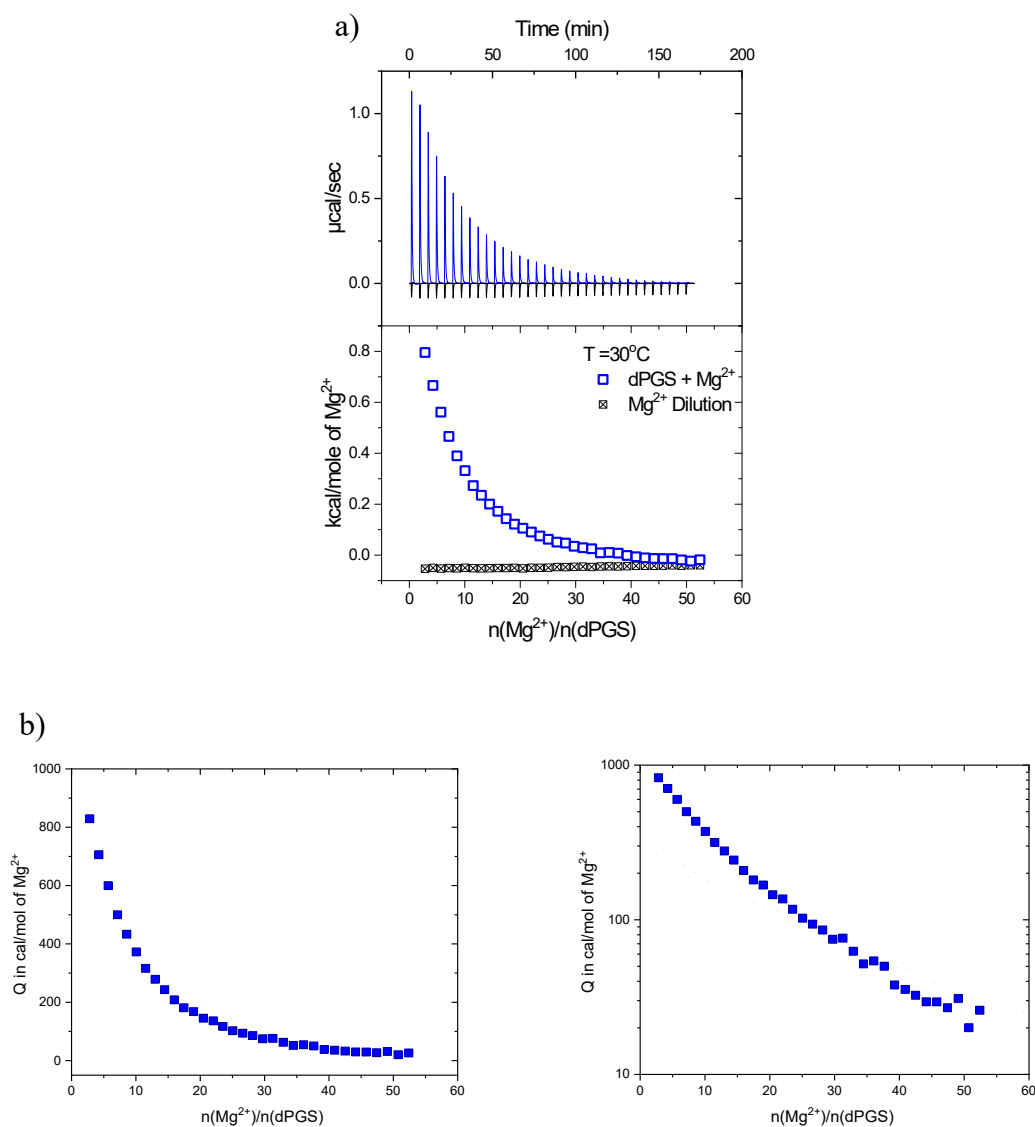 a)
Time (min)
0 50 100 150 200
1.0
0.5
0.0
µcal/sec
0.8
0.6
0.4
0.2
0.0
kcal/mole of Mg²⁺
T =30°C
dPGS + Mg²⁺
Mg²⁺ Dilution
0 10 20 30 40 50 60
n(Mg²⁺)/n(dPGS)
b)
1000
800
600
400
200
0
Q in cal/mol of Mg²⁺
0 10 20 30 40 50 60
n(Mg²⁺)/n(dPGS)
1000
100
10
Q in cal/mol of Mg²⁺
0 10 20 30 40 50 60
n(Mg²⁺)/n(dPGS)